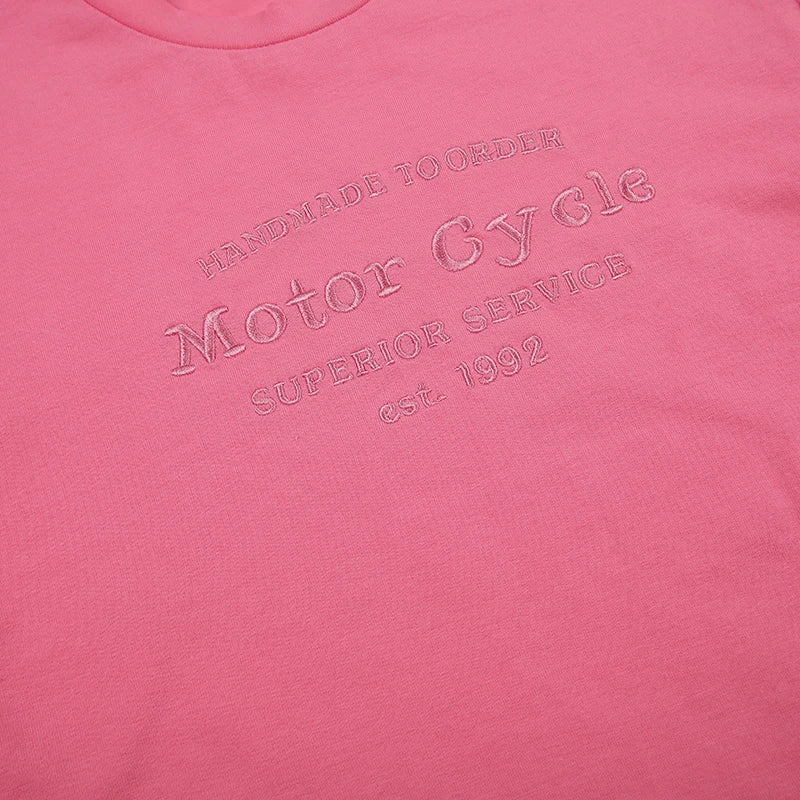 HANDMADE TOORDER
Motor Cycle
SUPERIOR SERVICE
est. 1992